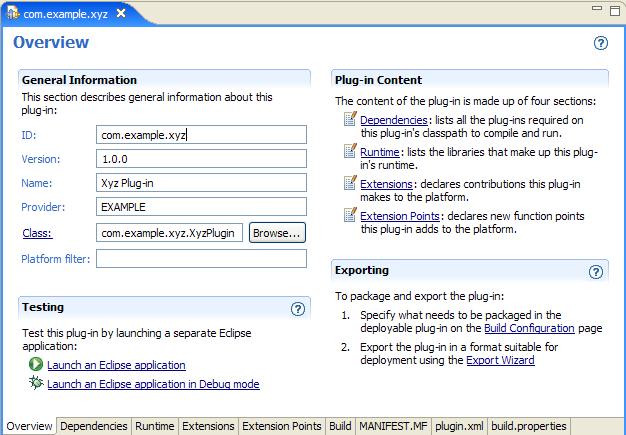 com.example.xyz
Overview
General Information
This section describes general information about this
plug-in:
ID: com.example.xyz
Version: 1.0.0
Name: Xyz Plug-in
Provider: EXAMPLE
Class: com.example.xyz.XyzPlugin Browse...
Platform filter:
Testing
Test this plug-in by launching a separate Eclipse
application:
Launch an Eclipse application
Launch an Eclipse application in Debug mode
Plug-in Content
The content of the plug-in is made up of four sections:
Dependencies: lists all the plug-ins required on
this plug-in's classpath to compile and run.
Runtime: lists the libraries that make up this plug-
in's runtime.
Extensions: declares contributions this plug-in
makes to the platform.
Extension Points: declares new function points
this plug-in adds to the platform.
Exporting
To package and export the plug-in:
1. Specify what needs to be packaged in the
deployable plug-in on the Build Configuration page
2. Export the plug-in in a format suitable for
deployment using the Export Wizard
Overview Dependencies Runtime Extensions Extension Points Build MANIFEST.MF plugin.xml build.properties